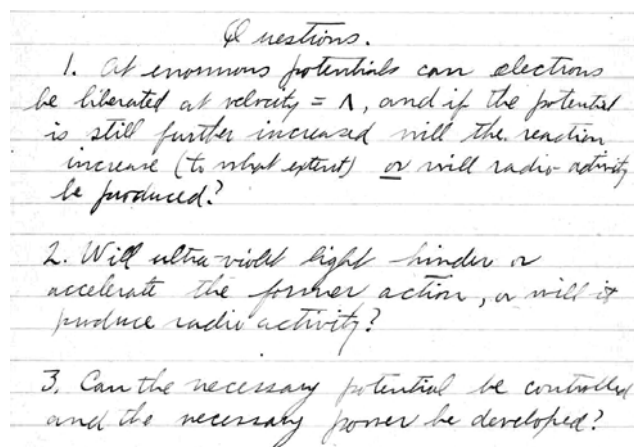 Questions.
1. At enormous potentials can electrons
be liberated at velocity = Λ, and if the potential
is still further increased will the reaction
increase (to what extent) or will radio-activity
be produced?
2. Will ultra-violet light hinder or
accelerate the former action, or will it
produce radio activity?
3. Can the necessary potential be controlled
and the necessary power be developed?